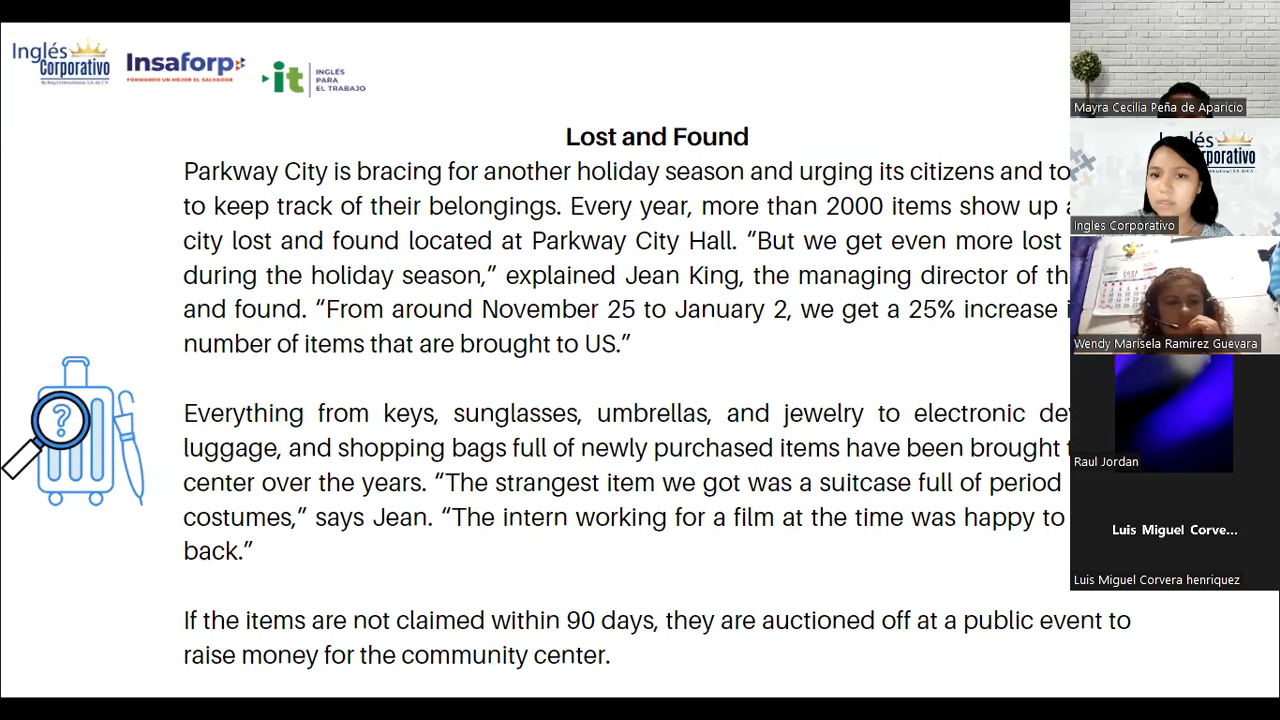 Inglés
Corporativo
Insaforp
FORMANDO UN MEJOR EL SALVADOR
it
INGLÉS
PARA
EL TRABAJO
Lost and Found
Parkway City is bracing for another holiday season and urging its citizens and to
to keep track of their belongings. Every year, more than 2000 items show up
city lost and found located at Parkway City Hall. “But we get even more lost
during the holiday season,” explained Jean King, the managing director of th
and found. “From around November 25 to January 2, we get a 25% increase
number of items that are brought to US.”
Everything from keys, sunglasses, umbrellas, and jewelry to electronic de
luggage, and shopping bags full of newly purchased items have been brought
center over the years. “The strangest item we got was a suitcase full of period
costumes,” says Jean. “The intern working for a film at the time was happy to
back.”
If the items are not claimed within 90 days, they are auctioned off at a public event to
raise money for the community center.
?
Mayra Cecilia Peña de Aparicio
Inglés
Ingles Corporativo
Wendy Marisela Ramirez Guevara
Raul Jordan
Luis Miguel Corve...
Luis Miguel Corvera henriquez